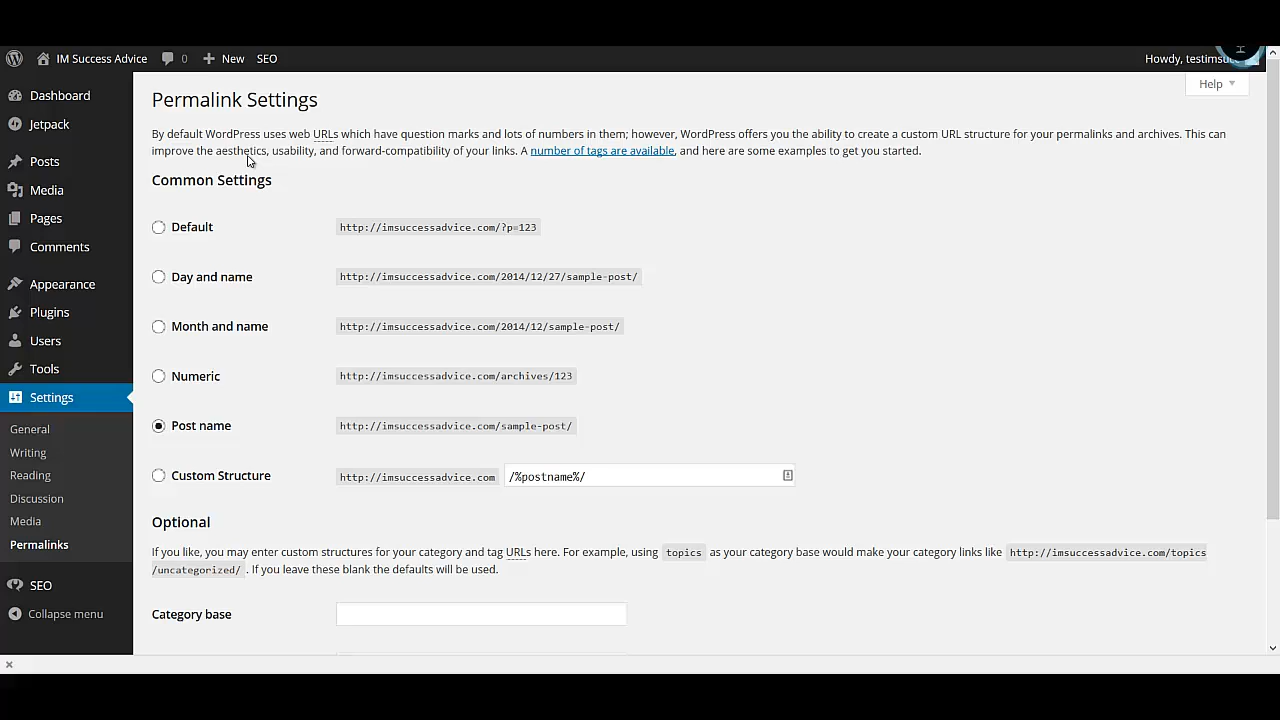 IM Success Advice 0 New SEO Howdy, testimsu
Help
Dashboard
Jetpack
Posts
Media
Pages
Comments
Appearance
Plugins
Users
Tools
Settings
General
Writing
Reading
Discussion
Media
Permalinks
SEO
Collapse menu
Permalink Settings
By default WordPress uses web URLs which have question marks and lots of numbers in them; however, WordPress offers you the ability to create a custom URL structure for your permalinks and archives. This can
improve the aesthetics, usability, and forward-compatibility of your links. A number of tags are available, and here are some examples to get you started.
Common Settings
Default http://imsuccessadvice.com/?p=123
Day and name http://imsuccessadvice.com/2014/12/27/sample-post/
Month and name http://imsuccessadvice.com/2014/12/sample-post/
Numeric http://imsuccessadvice.com/archives/123
Post name http://imsuccessadvice.com/sample-post/
Custom Structure http://imsuccessadvice.com /%postname%/
Optional
If you like, you may enter custom structures for your category and tag URLs here. For example, using topics as your category base would make your category links like http://imsuccessadvice.com/topics
/uncategorized/ . If you leave these blank the defaults will be used.
Category base